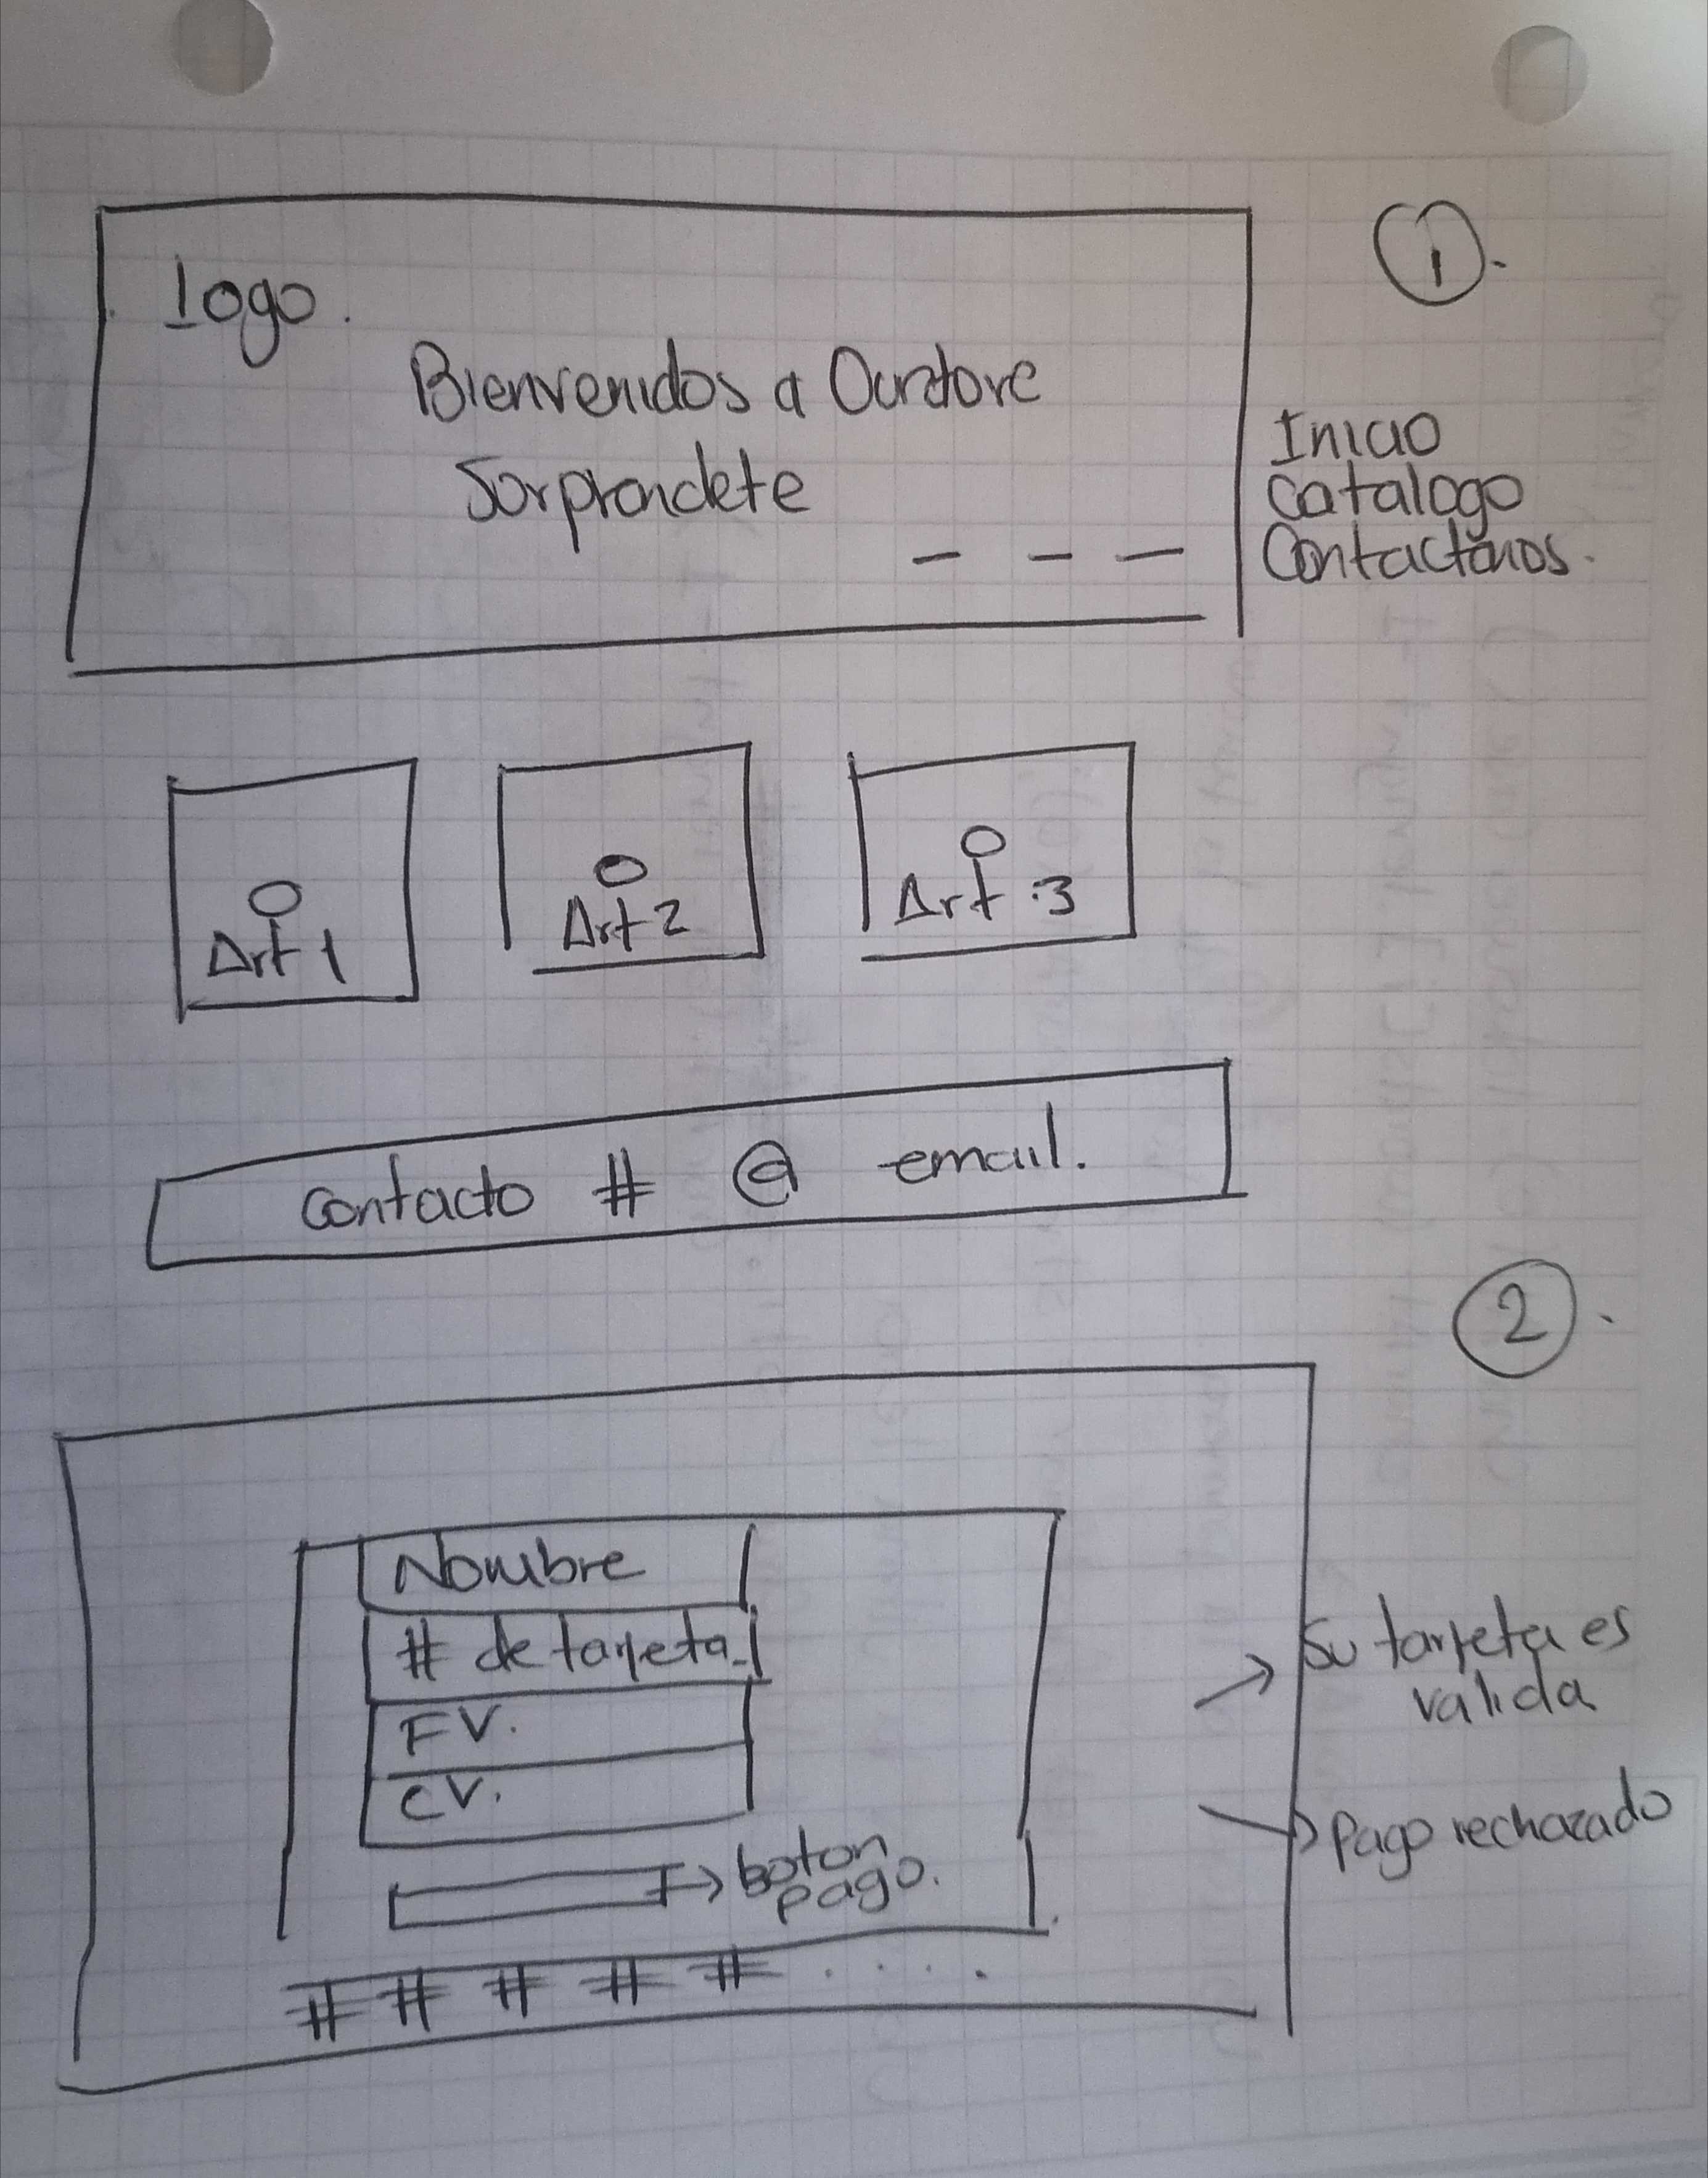 1.
logo.
Bienvenidos a Ourstore
Sorprendete
Inicio
Catalogo
Contactános.
Art 1
Art 2
Art 3
Contacto # @ email.
2.
Nombre
# de tarjeta
FV.
CV.
boton
pago.
# # # # # . . . .
Su tarjeta es
valida
Pago rechazado